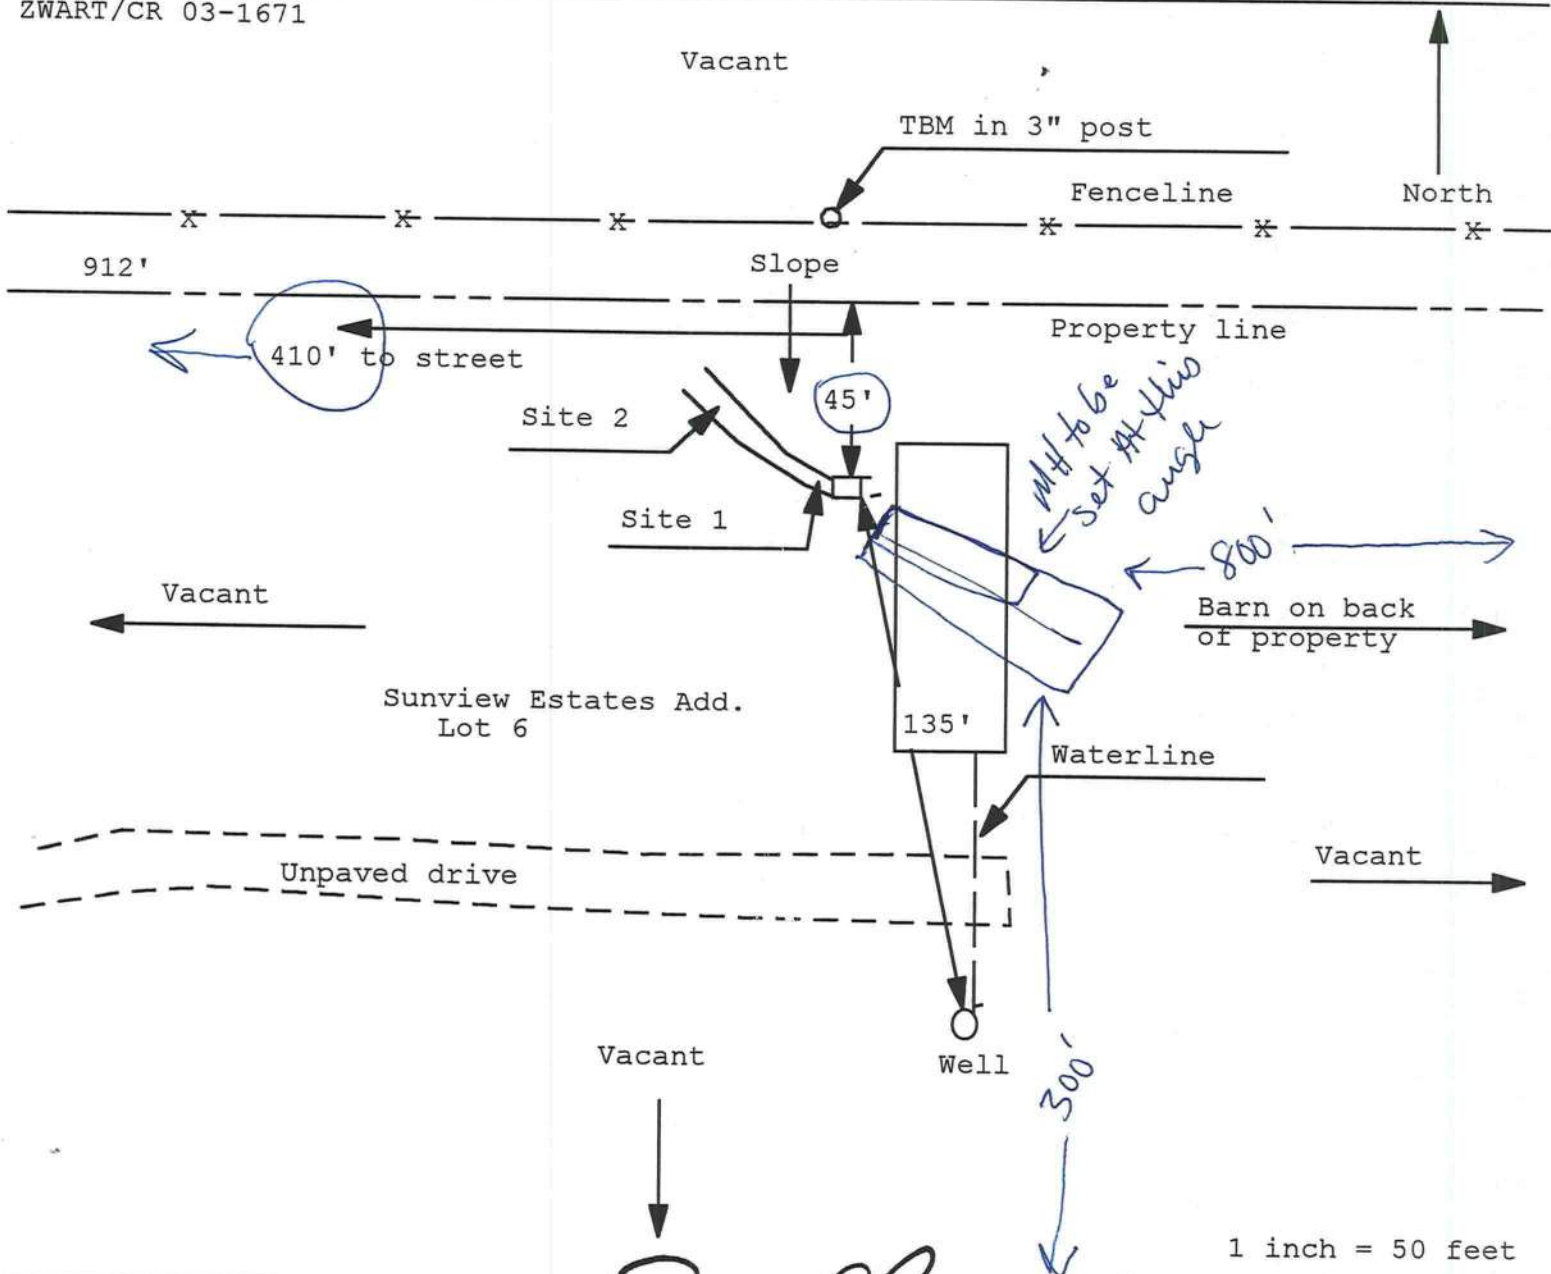 ZWART/CR 03-1671
Vacant
TBM in 3" post
Fenceline
North
X X X X X X
912'
Slope
Property line
410' to street
45'
Site 2
MH to be
set At this
angle
Site 1
800'
Vacant
Barn on back
of property
Sunview Estates Add.
Lot 6
135'
Waterline
Unpaved drive
Vacant
Vacant
Well
300'
1 inch = 50 feet